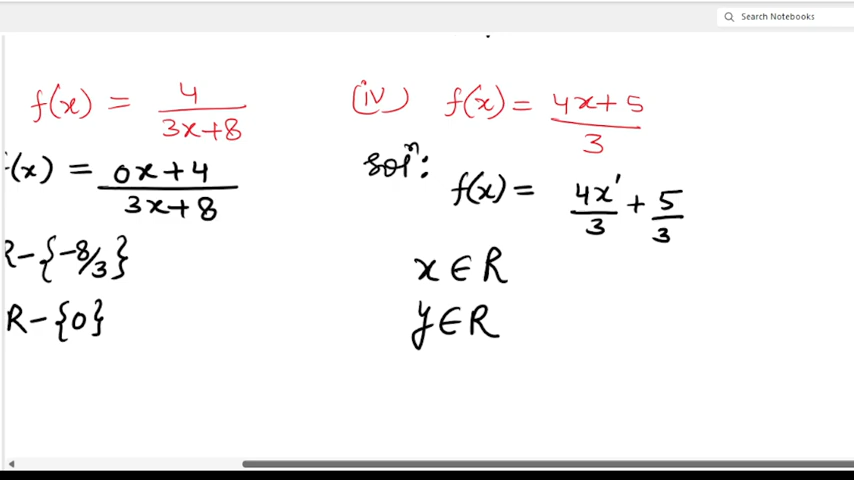 Search Notebooks
f(x) = 4/(3x+8)
(x) = (0x+4)/(3x+8)
R-{-8/3}
R-{0}
(iv) f(x) = (4x+5)/3
Solⁿ:
f(x) = 4x'/3 + 5/3
x ∈ R
y ∈ R